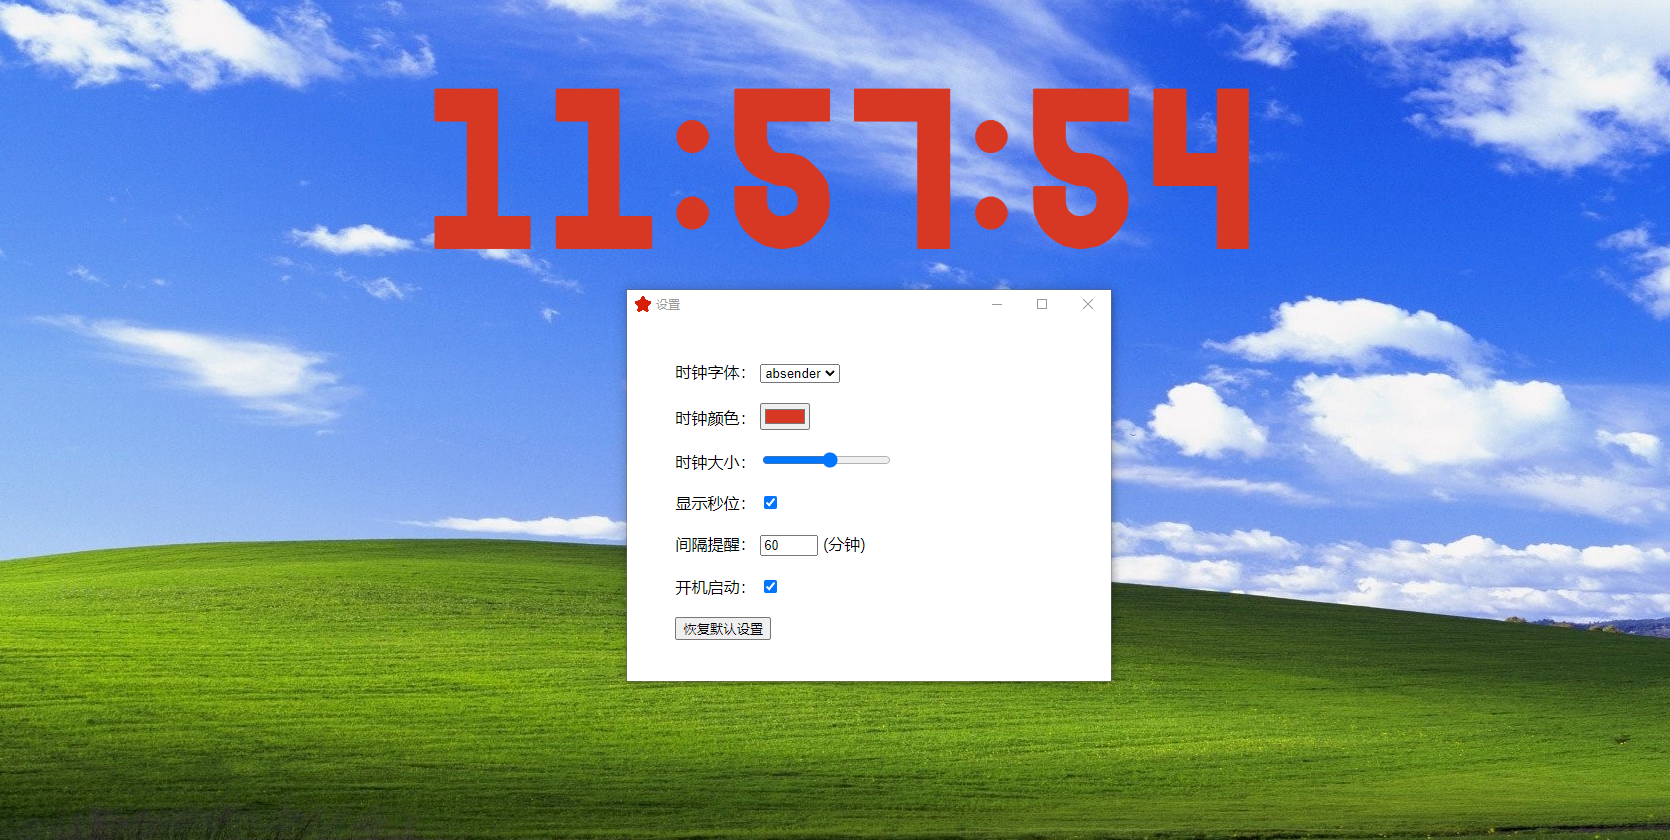 11:57:54
设置
时钟字体： absender
时钟颜色：
时钟大小：
显示秒位：
间隔提醒： 60 (分钟)
开机启动：
恢复默认设置